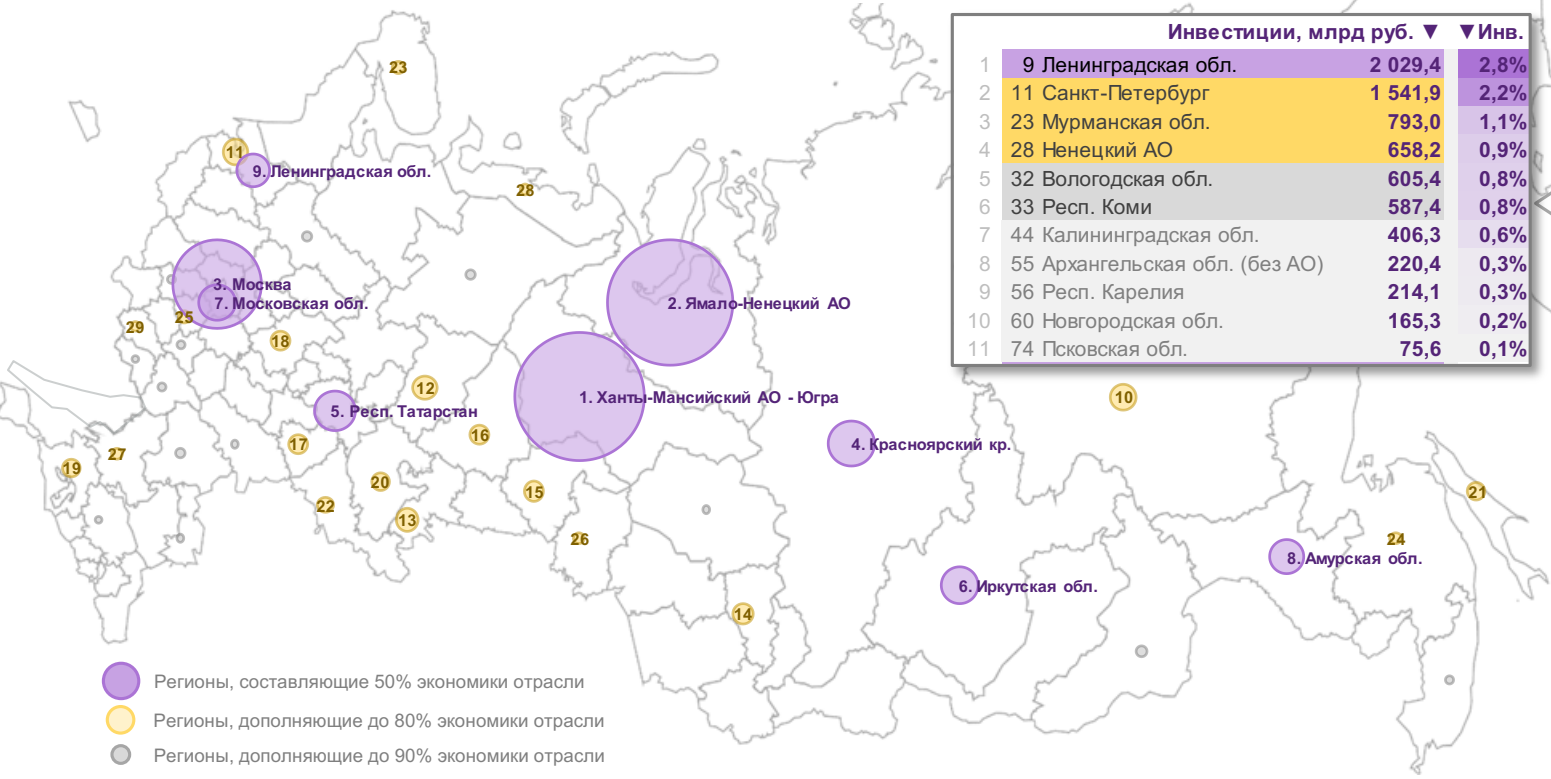 Инвестиции, млрд руб. ▼ ▼Инв.
1 9 Ленинградская обл. 2 029,4 2,8%
2 11 Санкт-Петербург 1 541,9 2,2%
3 23 Мурманская обл. 793,0 1,1%
4 28 Ненецкий АО 658,2 0,9%
5 32 Вологодская обл. 605,4 0,8%
6 33 Респ. Коми 587,4 0,8%
7 44 Калининградская обл. 406,3 0,6%
8 55 Архангельская обл. (без АО) 220,4 0,3%
9 56 Респ. Карелия 214,1 0,3%
10 60 Новгородская обл. 165,3 0,2%
11 74 Псковская обл. 75,6 0,1%
23
11
9. Ленинградская обл.
28
3. Москва
7. Московская обл.
2. Ямало-Ненецкий АО
25
29
18
12
1. Ханты-Мансийский АО - Югра
10
5. Респ. Татарстан
16
17
4. Красноярский кр.
27
19
20
15
21
22
13
26
24
8. Амурская обл.
6. Иркутская обл.
14
Регионы, составляющие 50% экономики отрасли
Регионы, дополняющие до 80% экономики отрасли
Регионы, дополняющие до 90% экономики отрасли